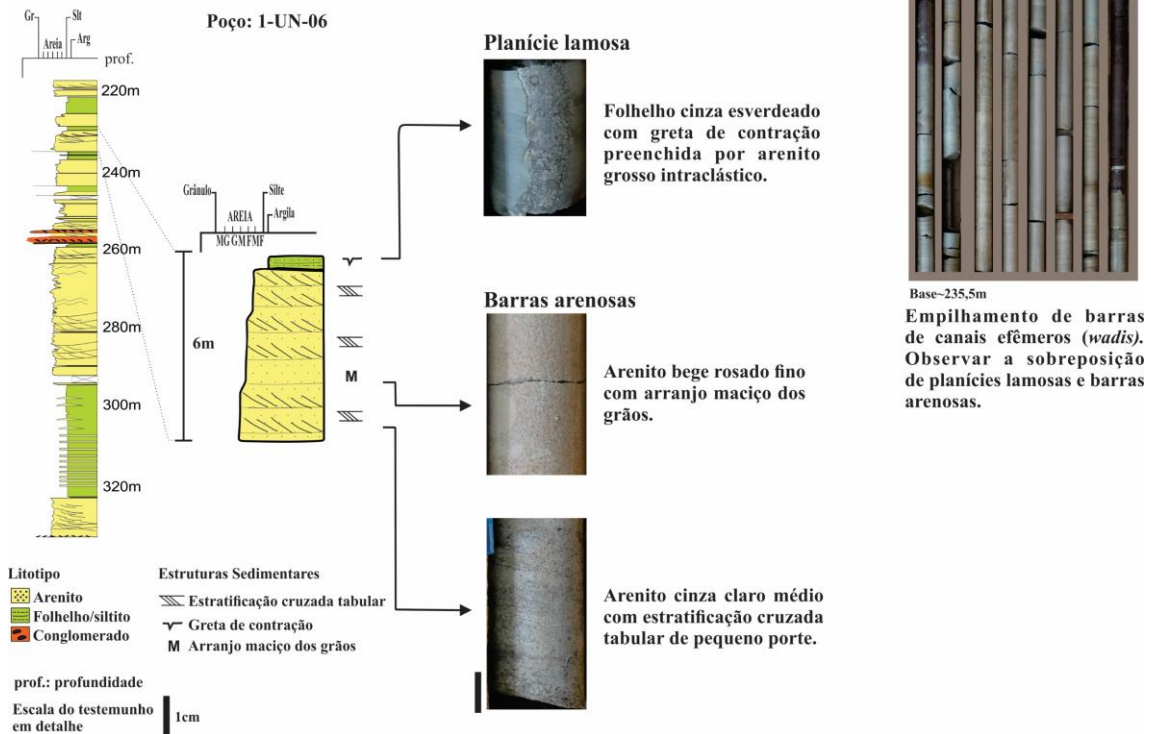 Poço: 1-UN-06
Gr
Slt
Areia
Arg
prof.
220m
240m
260m
280m
300m
320m
Grânulo
Silte
AREIA
Argila
MG G M F MF
6m
M
Planície lamosa
Folhelho cinza esverdeado
com greta de contração
preenchida por arenito
grosso intraclástico.
Barras arenosas
Arenito bege rosado fino
com arranjo maciço dos
grãos.
Arenito cinza claro médio
com estratificação cruzada
tabular de pequeno porte.
Base~235,5m
Empilhamento de barras
de canais efêmeros (wadis).
Observar a sobreposição
de planícies lamosas e barras
arenosas.
Litotipo
Arenito
Folhelho/siltito
Conglomerado
Estruturas Sedimentares
Estratificação cruzada tabular
Greta de contração
M Arranjo maciço dos grãos
prof.: profundidade
Escala do testemunho
em detalhe
1cm